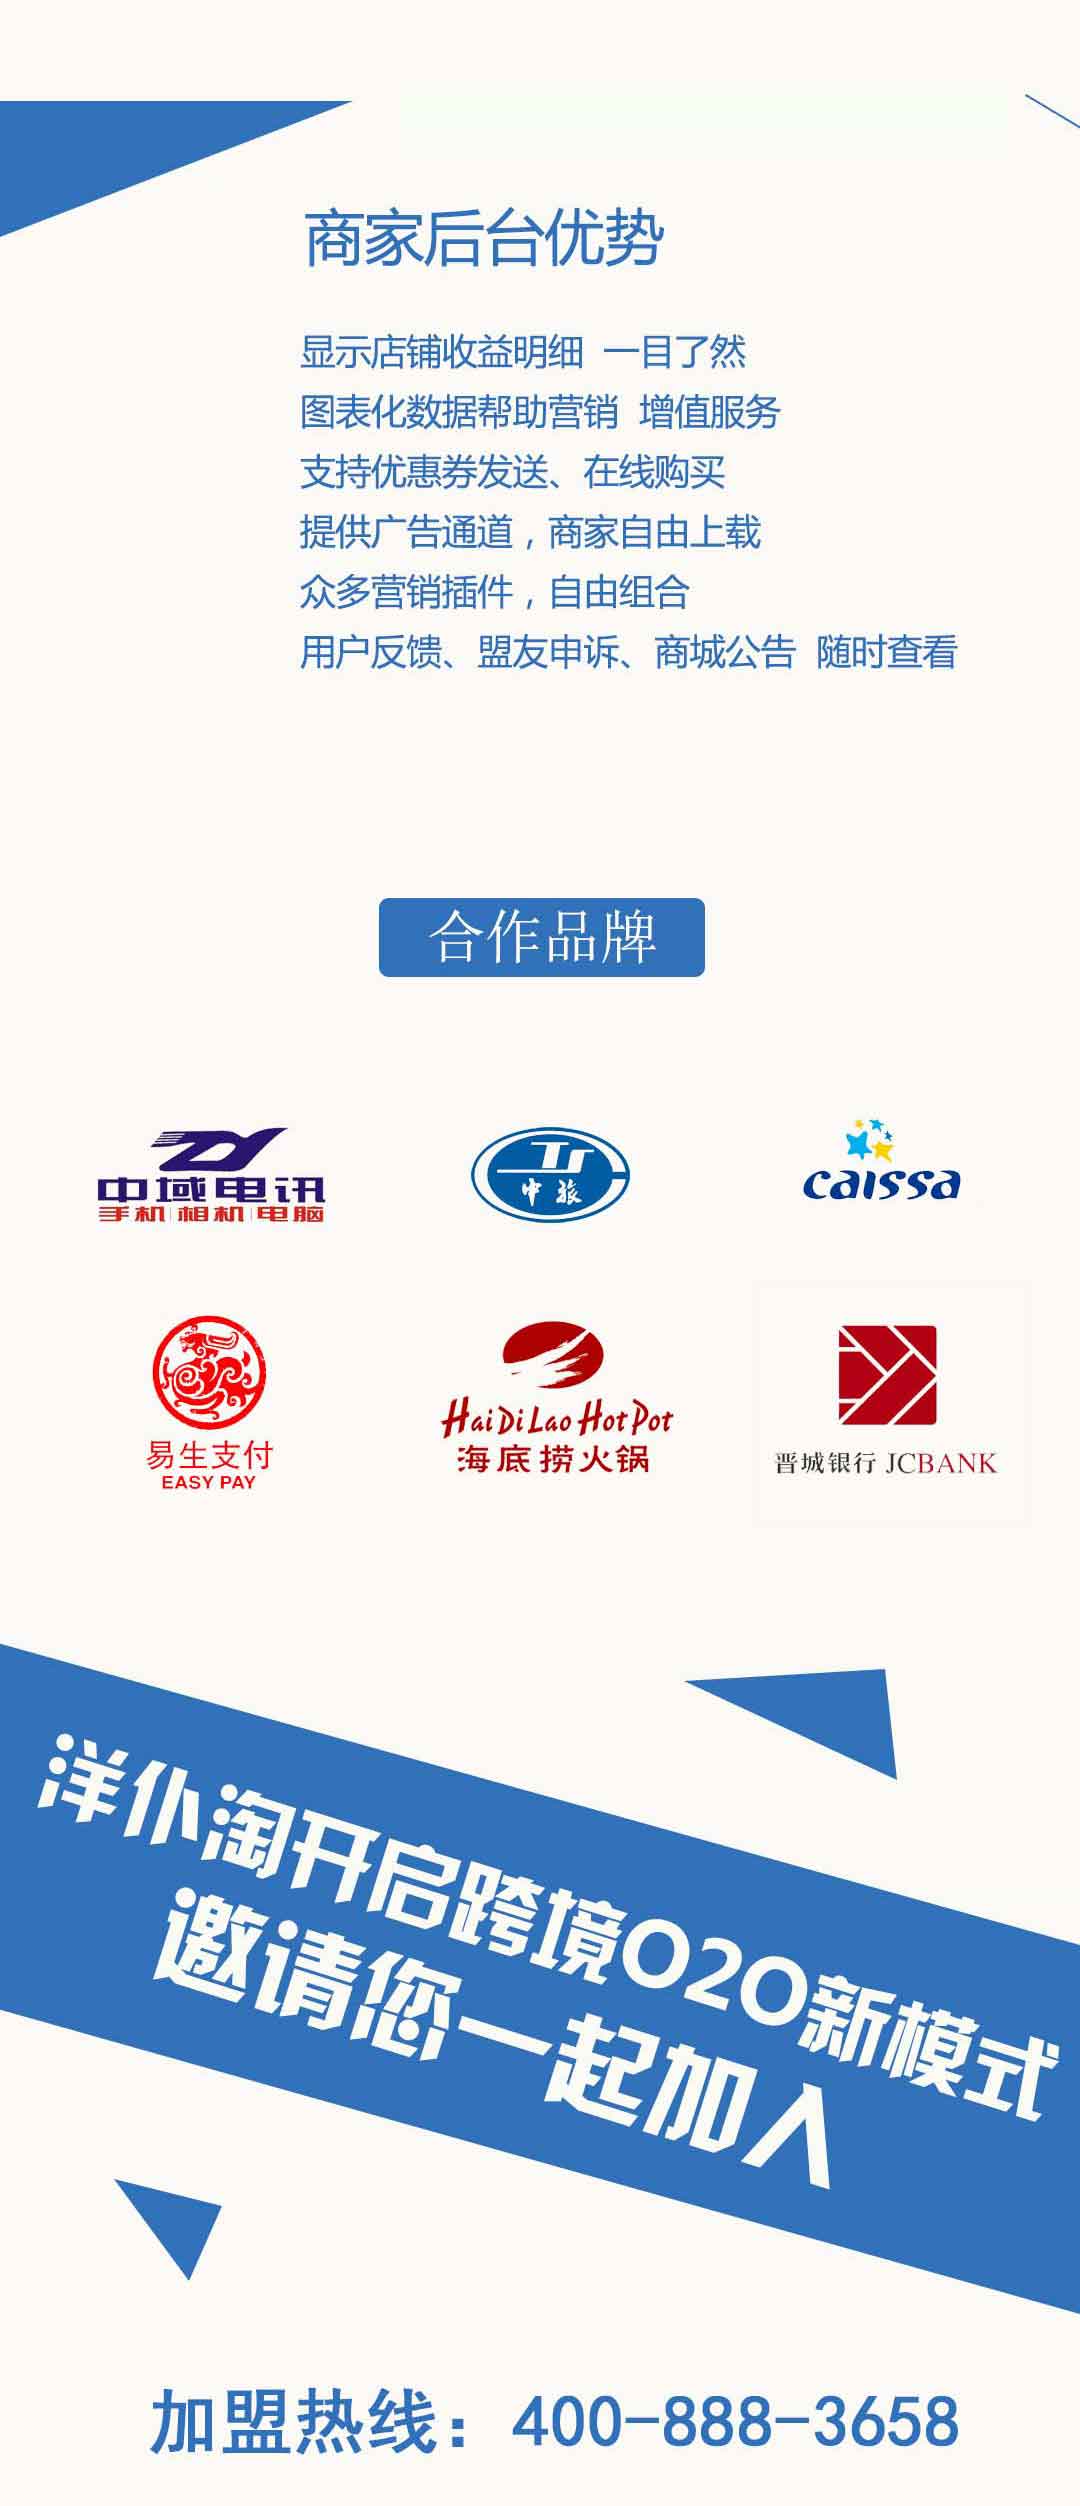 商家后台优势
显示店铺收益明细 一目了然
图表化数据帮助营销 增值服务
支持优惠券发送、在线购买
提供广告通道，商家自由上载
众多营销插件，自由组合
用户反馈、盟友申诉、商城公告 随时查看
合作品牌
ZY
中域电讯
手机|相机|电脑
中旅
caissa
易生支付
EASY PAY
HaiDiLao HotPot
海底捞火锅
晋城银行 JCBANK
洋仆淘开启跨境O2O新模式
邀请您一起加入
加盟热线：400-888-3658